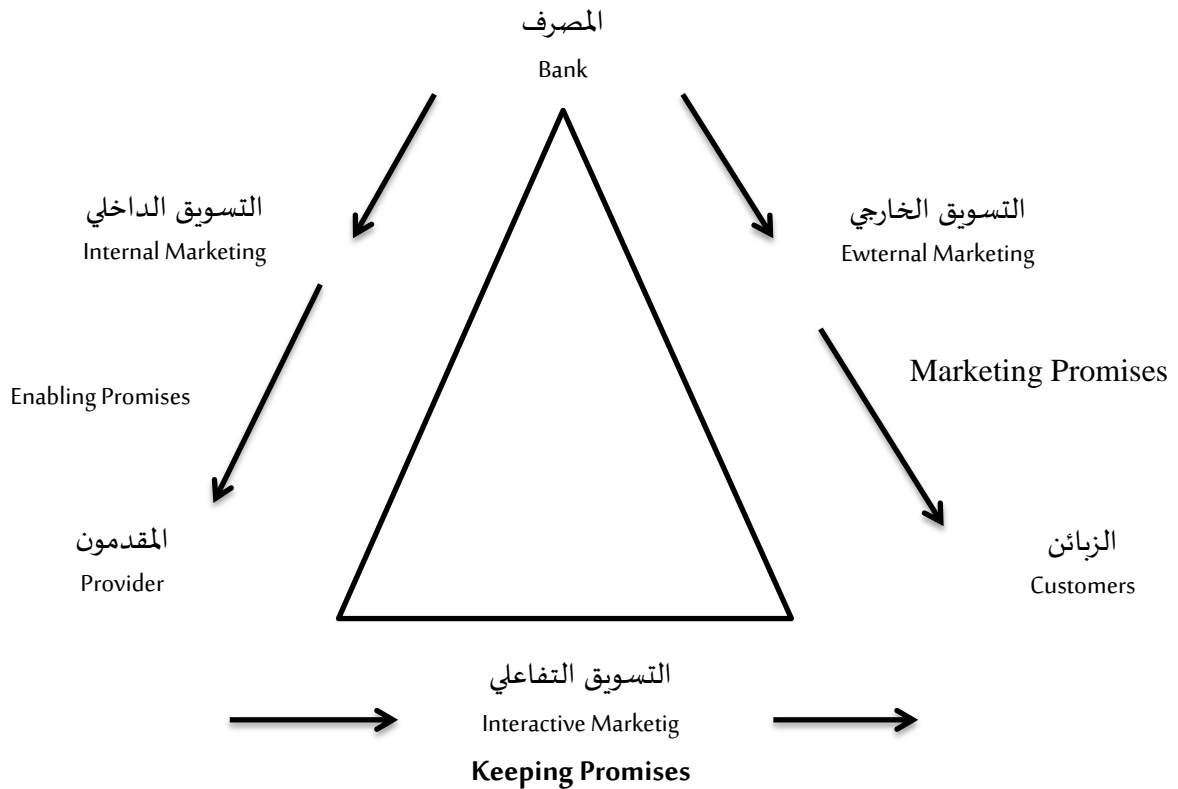 المصرف
Bank
التسويق الداخلي
Internal Marketing
التسويق الخارجي
Ewternal Marketing
Enabling Promises
Marketing Promises
المقدمون
Provider
الزبائن
Customers
التسويق التفاعلي
Interactive Marketig
Keeping Promises